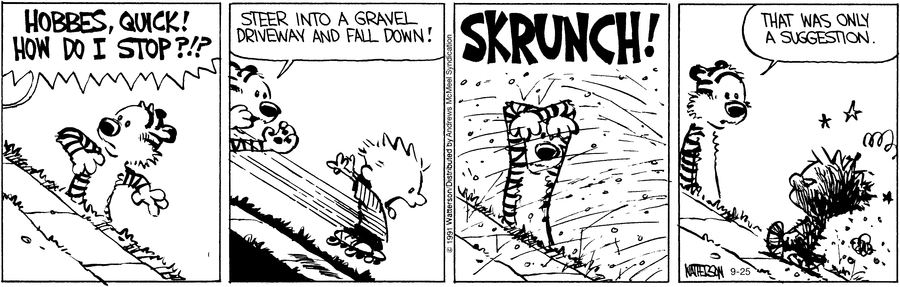 HOBBES, QUICK!
HOW DO I STOP?!?
STEER INTO A GRAVEL
DRIVEWAY AND FALL DOWN!
© 1991 Watterson/Distributed by Andrews McMeel Syndication
SKRUNCH!
THAT WAS ONLY
A SUGGESTION.
WATTERSON 9-25